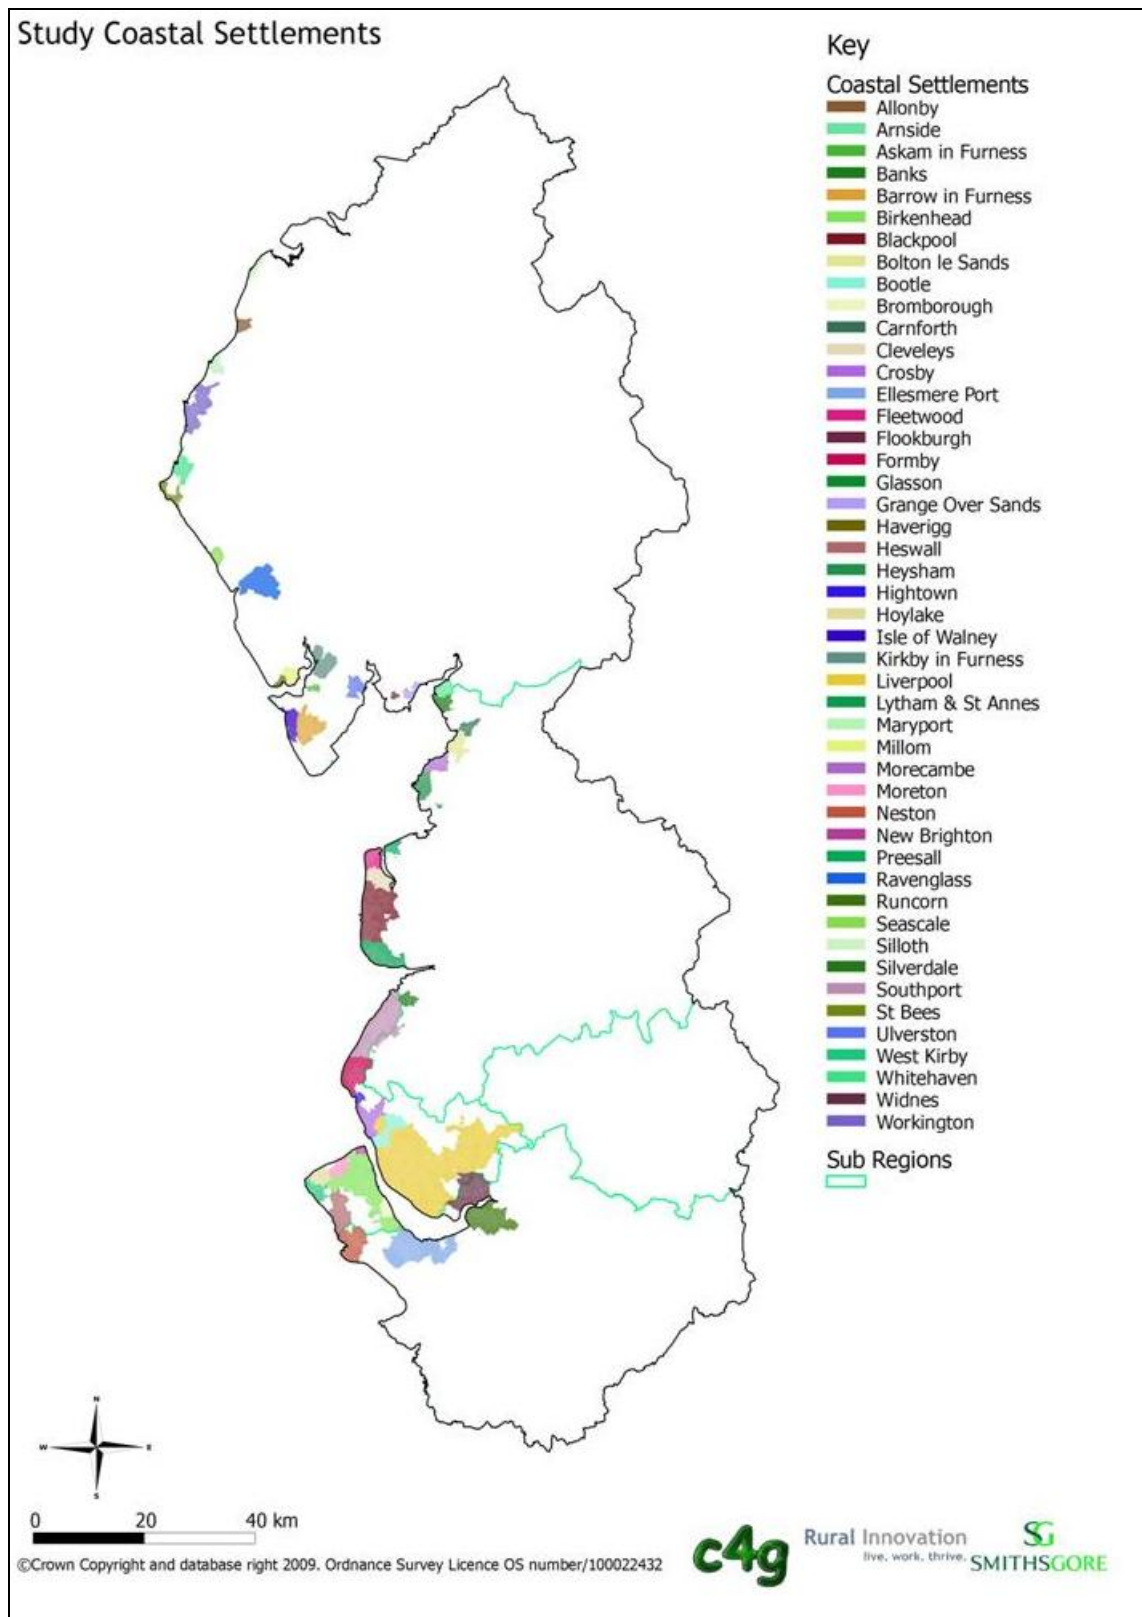 Study Coastal Settlements
Key
Coastal Settlements
Allonby
Arnside
Askam in Furness
Banks
Barrow in Furness
Birkenhead
Blackpool
Bolton le Sands
Bootle
Bromborough
Carnforth
Cleveleys
Crosby
Ellesmere Port
Fleetwood
Flookburgh
Formby
Glasson
Grange Over Sands
Haverigg
Heswall
Heysham
Hightown
Hoylake
Isle of Walney
Kirkby in Furness
Liverpool
Lytham & St Annes
Maryport
Millom
Morecambe
Moreton
Neston
New Brighton
Preesall
Ravenglass
Runcorn
Seascale
Silloth
Silverdale
Southport
St Bees
Ulverston
West Kirby
Whitehaven
Widnes
Workington
Sub Regions
N
W E
S
0 20 40 km
©Crown Copyright and database right 2009. Ordnance Survey Licence OS number/100022432
c4g
Rural Innovation
live. work. thrive.
SG
SMITHSGORE